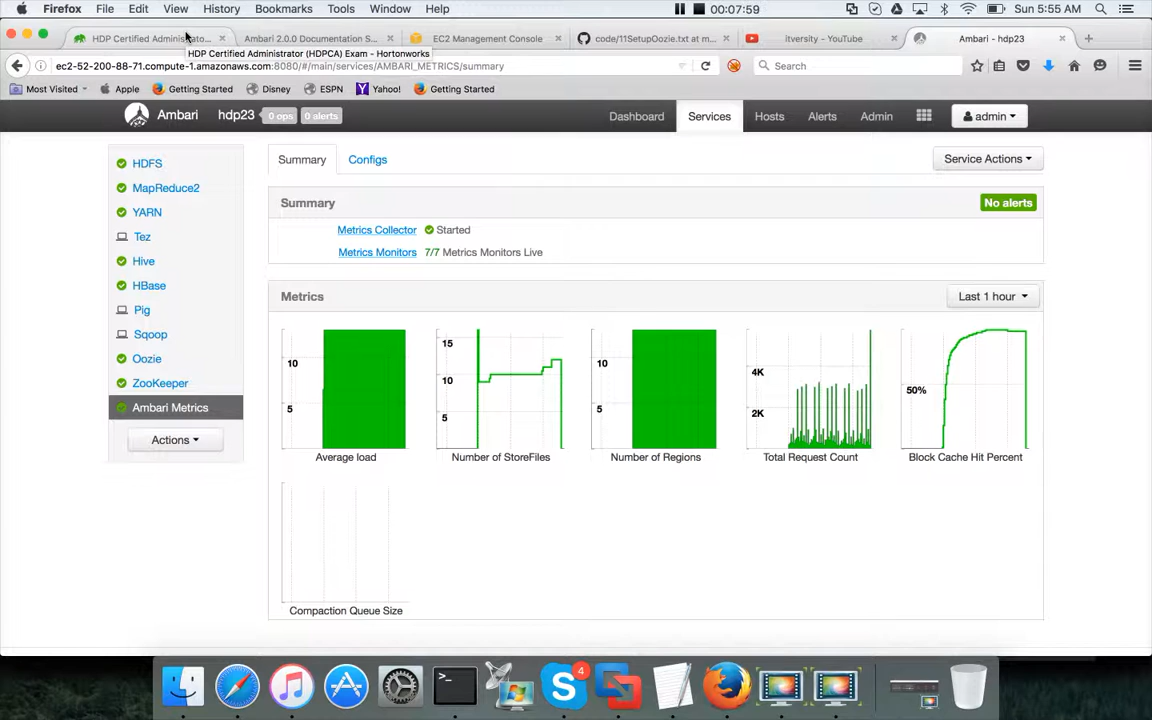 Firefox File Edit View History Bookmarks Tools Window Help 00:07:59 Sun 5:55 AM
HDP Certified Administrato... Ambari 2.0.0 Documentation S... EC2 Management Console code/11SetupOozie.txt at m... itversity - YouTube Ambari - hdp23
HDP Certified Administrator (HDPCA) Exam - Hortonworks
ec2-52-200-88-71.compute-1.amazonaws.com:8080/#/main/services/AMBARI_METRICS/summary Search
Most Visited Apple Getting Started Disney ESPN Yahoo! Getting Started
Ambari hdp23 0 ops 0 alerts Dashboard Services Hosts Alerts Admin admin
HDFS
MapReduce2
YARN
Tez
Hive
HBase
Pig
Sqoop
Oozie
ZooKeeper
Ambari Metrics
Actions
Summary Configs Service Actions
Summary No alerts
Metrics Collector Started
Metrics Monitors 7/7 Metrics Monitors Live
Metrics Last 1 hour
10
5
Average load
15
10
5
Number of StoreFiles
10
5
Number of Regions
4K
2K
Total Request Count
50%
Block Cache Hit Percent
Compaction Queue Size
>_
4